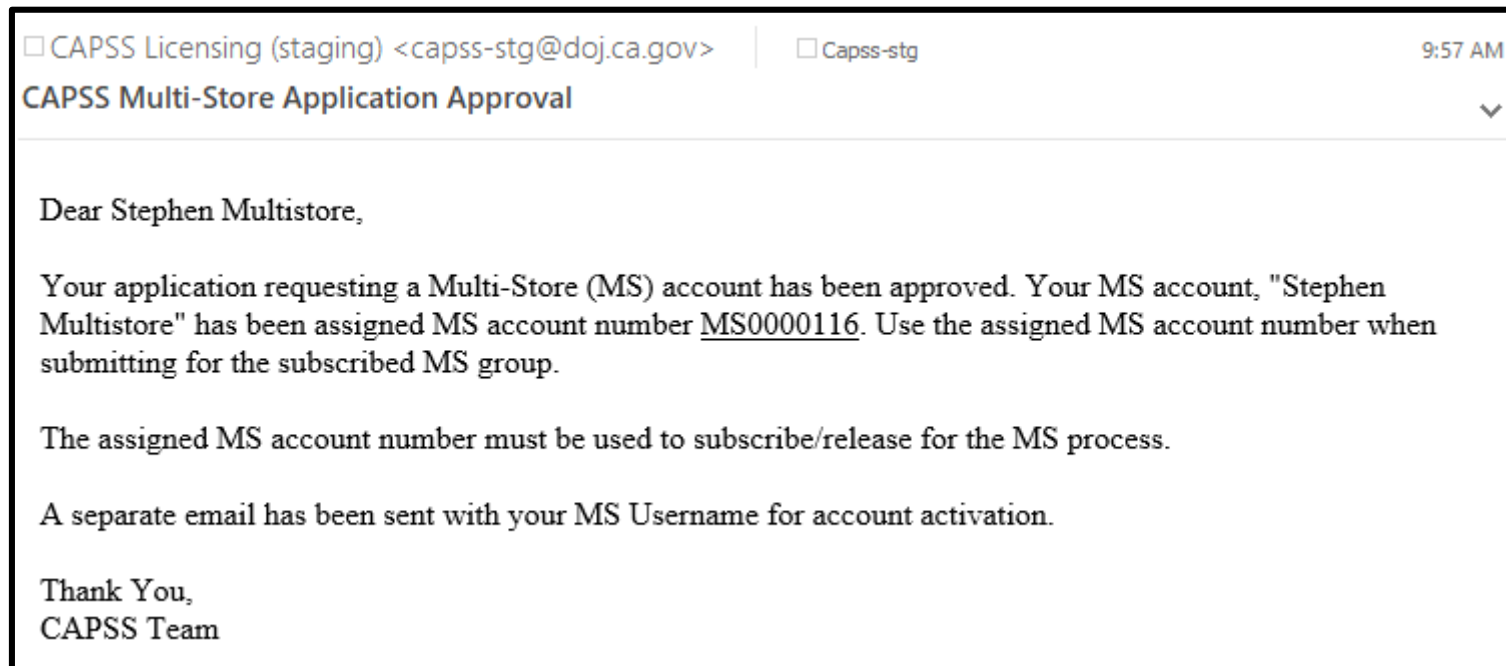 CAPSS Licensing (staging) <capss-stg@doj.ca.gov> Capss-stg 9:57 AM
CAPSS Multi-Store Application Approval
Dear Stephen Multistore,
Your application requesting a Multi-Store (MS) account has been approved. Your MS account, "Stephen
Multistore" has been assigned MS account number MS0000116. Use the assigned MS account number when
submitting for the subscribed MS group.
The assigned MS account number must be used to subscribe/release for the MS process.
A separate email has been sent with your MS Username for account activation.
Thank You,
CAPSS Team